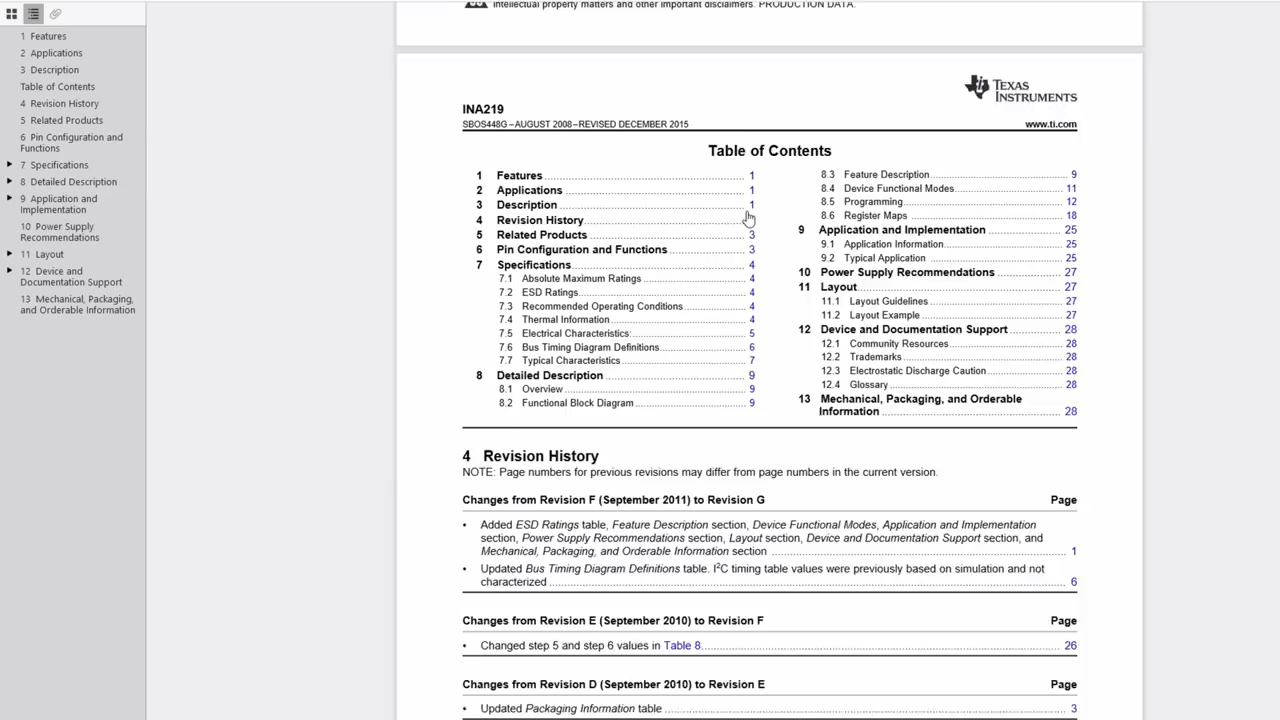 intellectual property matters and other important disclaimers. PRODUCTION DATA.
1 Features
2 Applications
3 Description
Table of Contents
4 Revision History
5 Related Products
6 Pin Configuration and
Functions
7 Specifications
8 Detailed Description
9 Application and
Implementation
10 Power Supply
Recommendations
11 Layout
12 Device and
Documentation Support
13 Mechanical, Packaging,
and Orderable Information
TEXAS
INSTRUMENTS
INA219
SBOS448G – AUGUST 2008 – REVISED DECEMBER 2015
www.ti.com
Table of Contents
1 Features 1
2 Applications 1
3 Description 1
4 Revision History
5 Related Products 3
6 Pin Configuration and Functions 3
7 Specifications 4
7.1 Absolute Maximum Ratings 4
7.2 ESD Ratings 4
7.3 Recommended Operating Conditions 4
7.4 Thermal Information 4
7.5 Electrical Characteristics: 5
7.6 Bus Timing Diagram Definitions 6
7.7 Typical Characteristics 7
8 Detailed Description 9
8.1 Overview 9
8.2 Functional Block Diagram 9
8.3 Feature Description 9
8.4 Device Functional Modes 11
8.5 Programming 12
8.6 Register Maps 18
9 Application and Implementation 25
9.1 Application Information 25
9.2 Typical Application 25
10 Power Supply Recommendations 27
11 Layout 27
11.1 Layout Guidelines 27
11.2 Layout Example 27
12 Device and Documentation Support 28
12.1 Community Resources 28
12.2 Trademarks 28
12.3 Electrostatic Discharge Caution 28
12.4 Glossary 28
13 Mechanical, Packaging, and Orderable
Information 28
4 Revision History
NOTE: Page numbers for previous revisions may differ from page numbers in the current version.
Changes from Revision F (September 2011) to Revision G Page
• Added ESD Ratings table, Feature Description section, Device Functional Modes, Application and Implementation
section, Power Supply Recommendations section, Layout section, Device and Documentation Support section, and
Mechanical, Packaging, and Orderable Information section 1
• Updated Bus Timing Diagram Definitions table. I²C timing table values were previously based on simulation and not
characterized 6
Changes from Revision E (September 2010) to Revision F Page
• Changed step 5 and step 6 values in Table 8 26
Changes from Revision D (September 2010) to Revision E Page
• Updated Packaging Information table 3